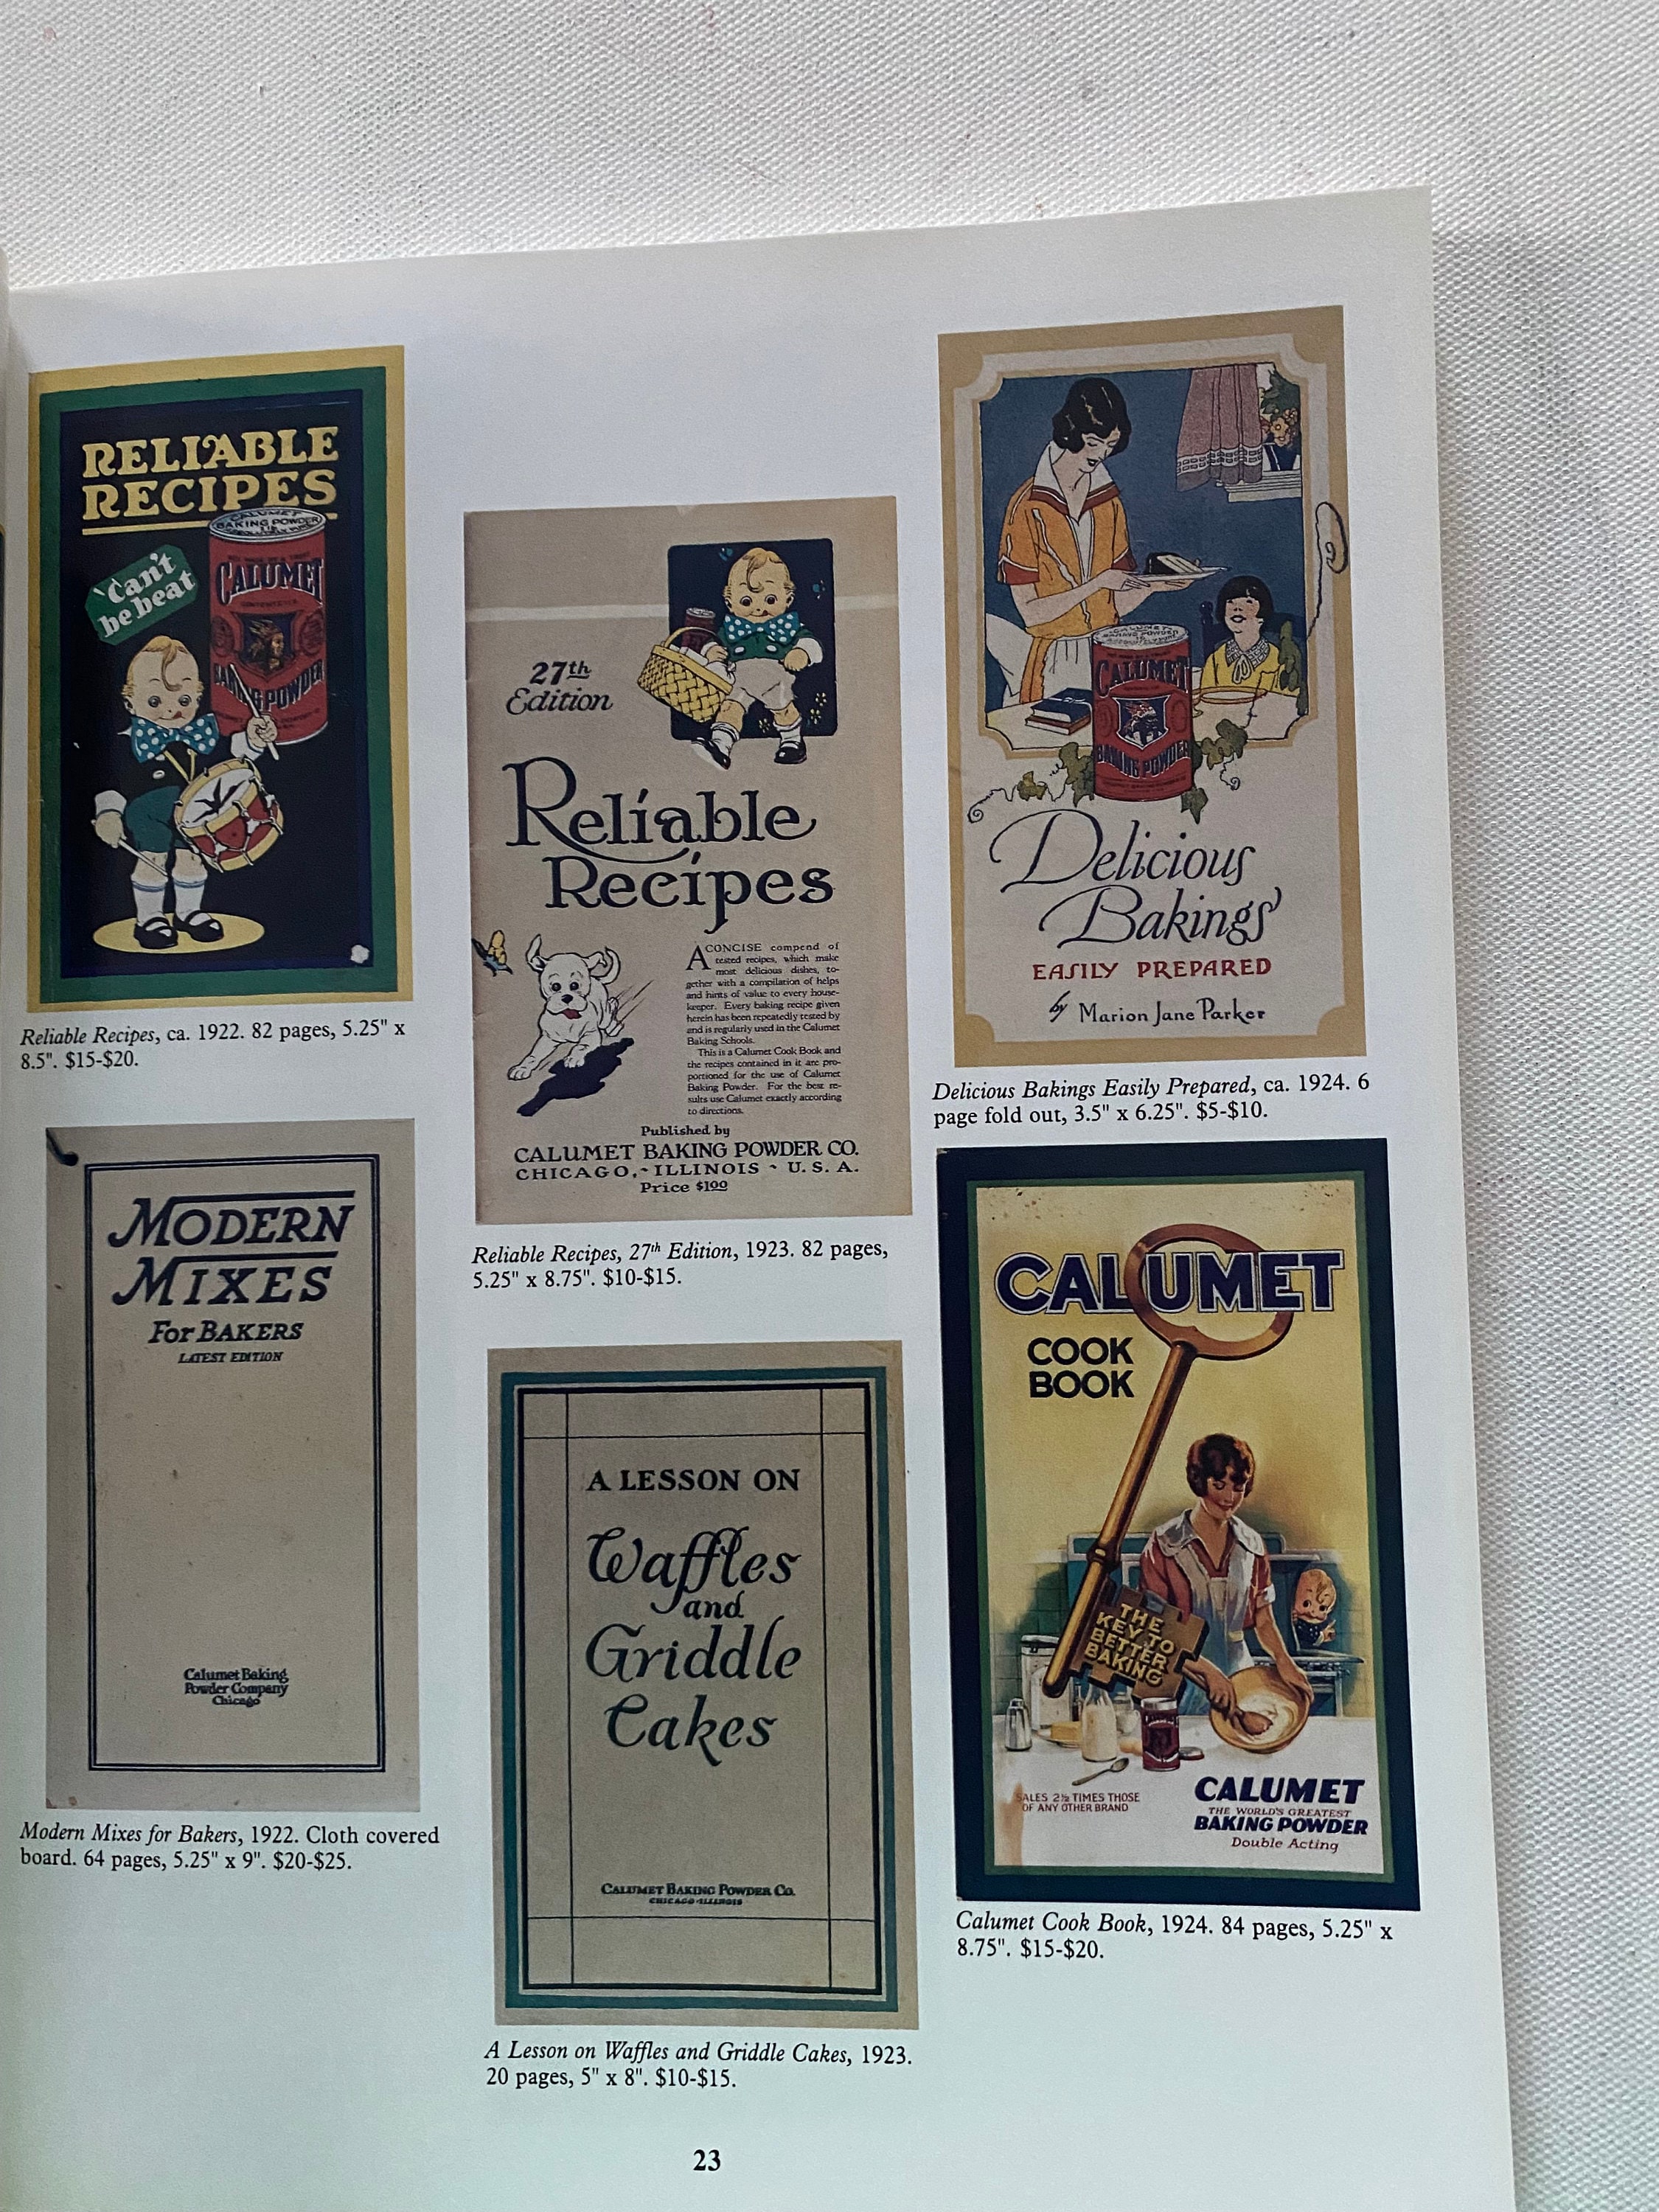 RELIABLE
RECIPES
CALUMET
BAKING POWDER
"Can't
be beat
CALUMET
BAKING POWDER
Reliable Recipes, ca. 1922. 82 pages, 5.25" x
8.5". $15-$20.
MODERN
MIXES
For BAKERS
LATEST EDITION
Calumet Baking
Powder Company
Chicago
Modern Mixes for Bakers, 1922. Cloth covered
board. 64 pages, 5.25" x 9". $20-$25.
27th
Edition
Reliable
Recipes
A CONCISE compend of
tested recipes, which make
most delicious dishes, to-
gether with a compilation of helps
and hints of value to every house-
keeper. Every baking recipe given
herein has been repeatedly tested by
and is regularly used in the Calumet
Baking Schools.
This is a Calumet Cook Book and
the recipes contained in it are pro-
portioned for the use of Calumet
Baking Powder. For the best re-
sults use Calumet exactly according
to directions.
Published by
CALUMET BAKING POWDER CO.
CHICAGO, - ILLINOIS - U. S. A.
Price $1.00
Reliable Recipes, 27th Edition, 1923. 82 pages,
5.25" x 8.75". $10-$15.
A LESSON ON
Waffles
and
Griddle
Cakes
CALUMET BAKING POWDER CO.
CHICAGO-ILLINOIS
A Lesson on Waffles and Griddle Cakes, 1923.
20 pages, 5" x 8". $10-$15.
CALUMET
BAKING POWDER
CALUMET
BAKING POWDER
Delicious
Bakings
EASILY PREPARED
by Marion Jane Parker
Delicious Bakings Easily Prepared, ca. 1924. 6
page fold out, 3.5" x 6.25". $5-$10.
CALUMET
COOK
BOOK
THE
KEY TO
BETTER
BAKING
CALUMET
SALES 2½ TIMES THOSE
OF ANY OTHER BRAND
CALUMET
THE WORLD'S GREATEST
BAKING POWDER
Double Acting
Calumet Cook Book, 1924. 84 pages, 5.25" x
8.75". $15-$20.
23